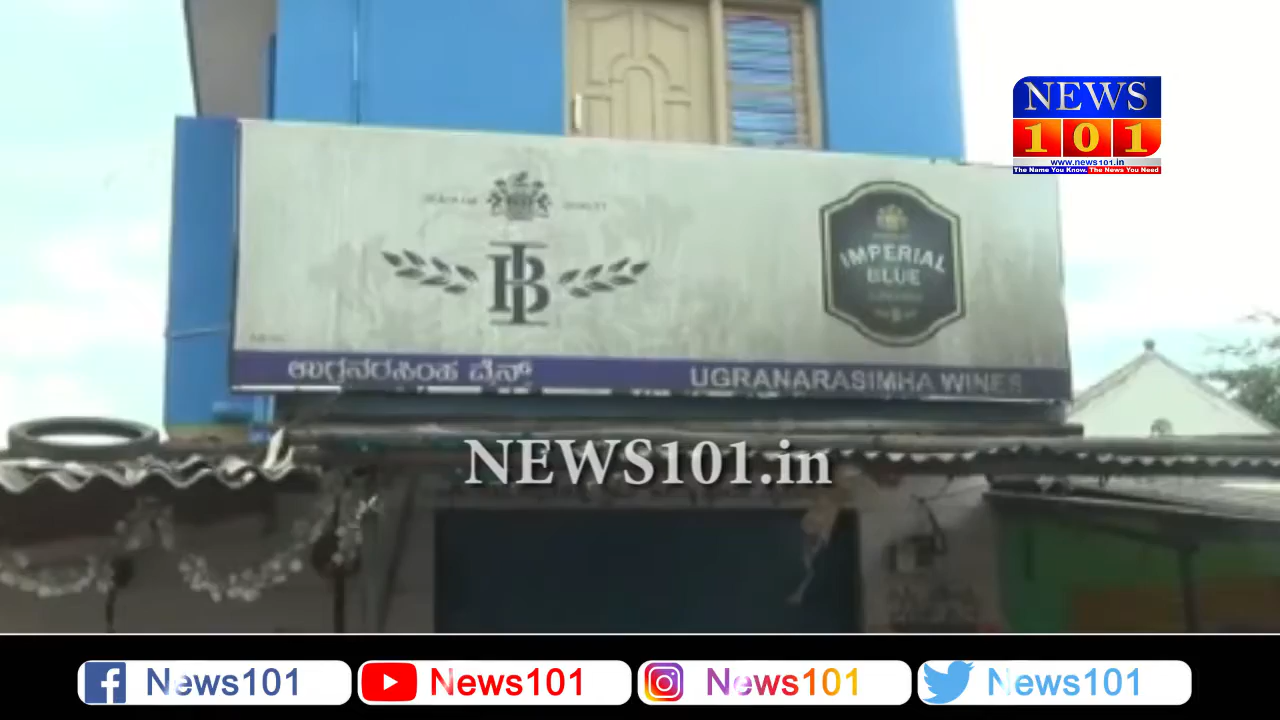 NEWS
101
www.news101.in
The Name You Know. The News You Need
IB
IMPERIAL
BLUE
ಉಗ್ರನರಸಿಂಹ ವೈನ್ಸ್
UGRANARASIMHA WINES
NEWS101.in
News101
News101
News101
News101